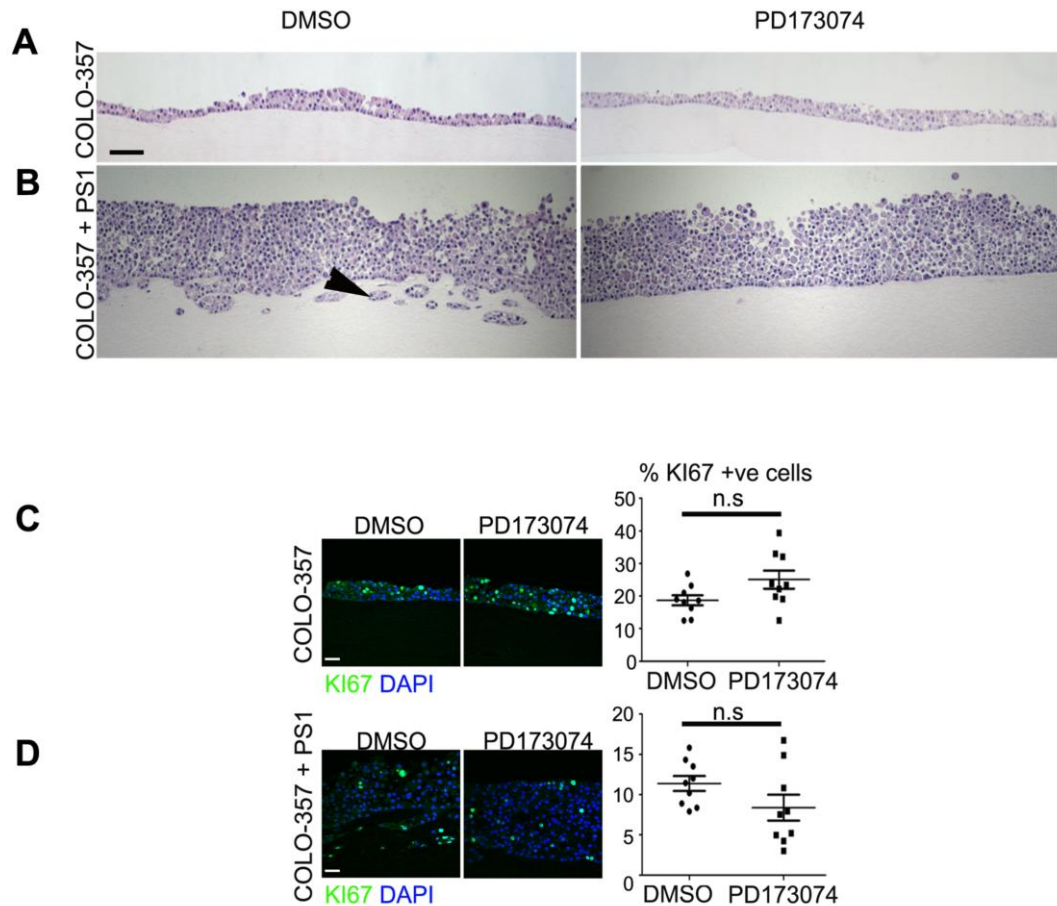 DMSO PD173074
A
COLO-357
B
COLO-357 + PS1
C
COLO-357
DMSO PD173074
KI67 DAPI
% KI67 +ve cells
n.s
50
40
30
20
10
0
DMSO PD173074
D
COLO-357 + PS1
DMSO PD173074
KI67 DAPI
n.s
20
15
10
5
0
DMSO PD173074